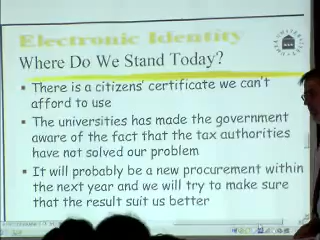 Electronic Identity
Where Do We Stand Today?
There is a citizens' certificate we can't
afford to use
The universities has made the government
aware of the fact that the tax authorities
have not solved our problem
It will probably be a new procurement within
the next year and we will try to make sure
that the result suit us better